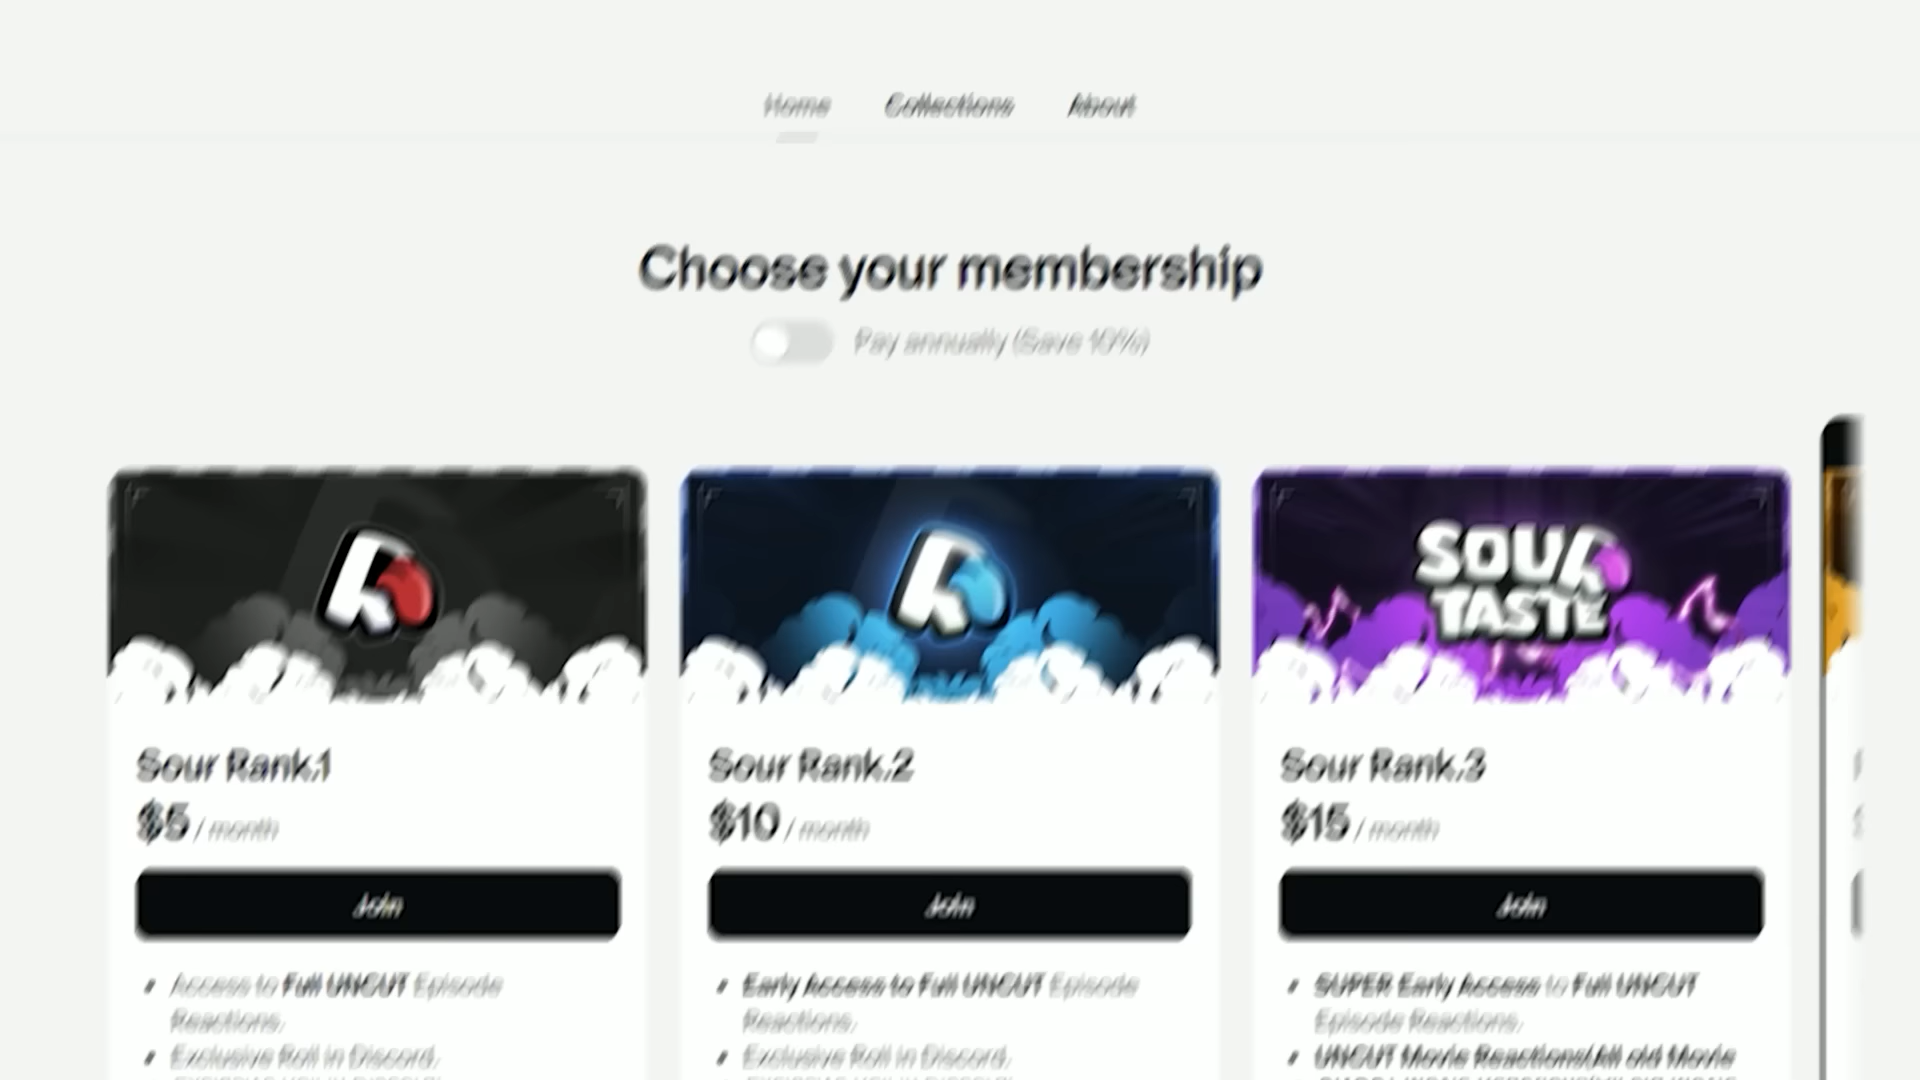 Home Collections About
Choose your membership
Pay annually (Save 10%)
SOUR
TASTE
Sour Rank.1
$5 / month
Join
Access to Full UNCUT Episode
Reactions.
Exclusive Roll in Discord.
Sour Rank.2
$10 / month
Join
Early Access to Full UNCUT Episode
Reactions.
Exclusive Roll in Discord.
Sour Rank.3
$15 / month
Join
SUPER Early Access to Full UNCUT
Episode Reactions.
UNCUT Movie Reactions(All old Movie